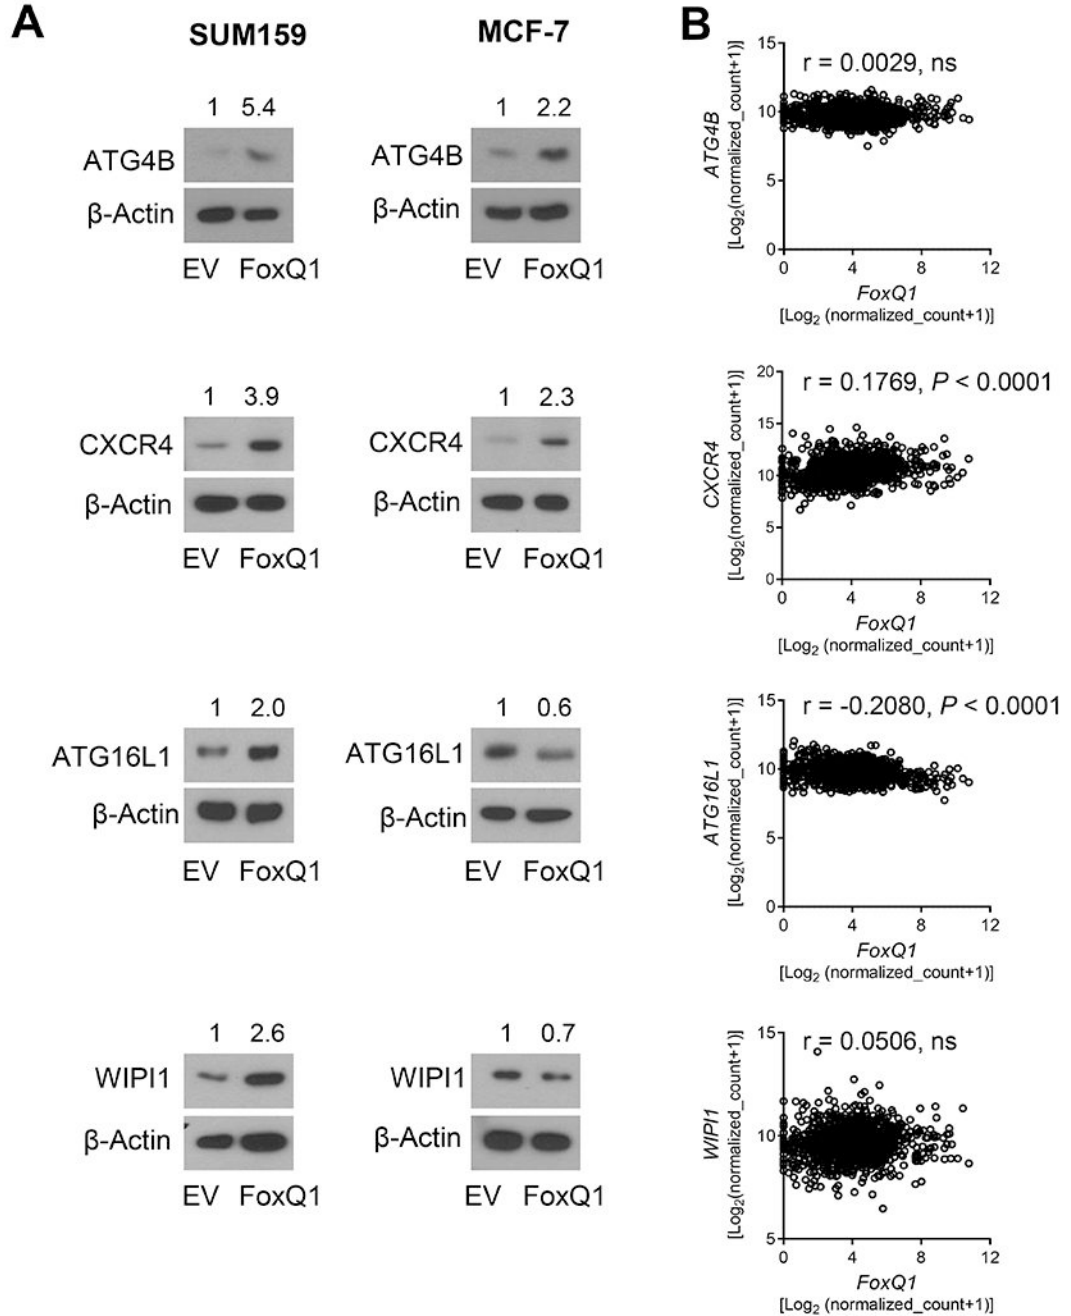 A
SUM159
MCF-7
1 5.4
ATG4B
β-Actin
EV FoxQ1
1 2.2
ATG4B
β-Actin
EV FoxQ1
1 3.9
CXCR4
β-Actin
EV FoxQ1
1 2.3
CXCR4
β-Actin
EV FoxQ1
1 2.0
ATG16L1
β-Actin
EV FoxQ1
1 0.6
ATG16L1
β-Actin
EV FoxQ1
1 2.6
WIPI1
β-Actin
EV FoxQ1
1 0.7
WIPI1
β-Actin
EV FoxQ1
B
r = 0.0029, ns
ATG4B
[Log₂(normalized_count+1)]
15
10
5
0
0 4 8 12
FoxQ1
[Log₂ (normalized_count+1)]
r = 0.1769, P < 0.0001
CXCR4
[Log₂(normalized_count+1)]
20
15
10
5
0
0 4 8 12
FoxQ1
[Log₂ (normalized_count+1)]
r = -0.2080, P < 0.0001
ATG16L1
[Log₂(normalized_count+1)]
15
10
5
0
0 4 8 12
FoxQ1
[Log₂ (normalized_count+1)]
r = 0.0506, ns
WIPI1
[Log₂(normalized_count+1)]
15
10
5
0 4 8 12
FoxQ1
[Log₂ (normalized_count+1)]